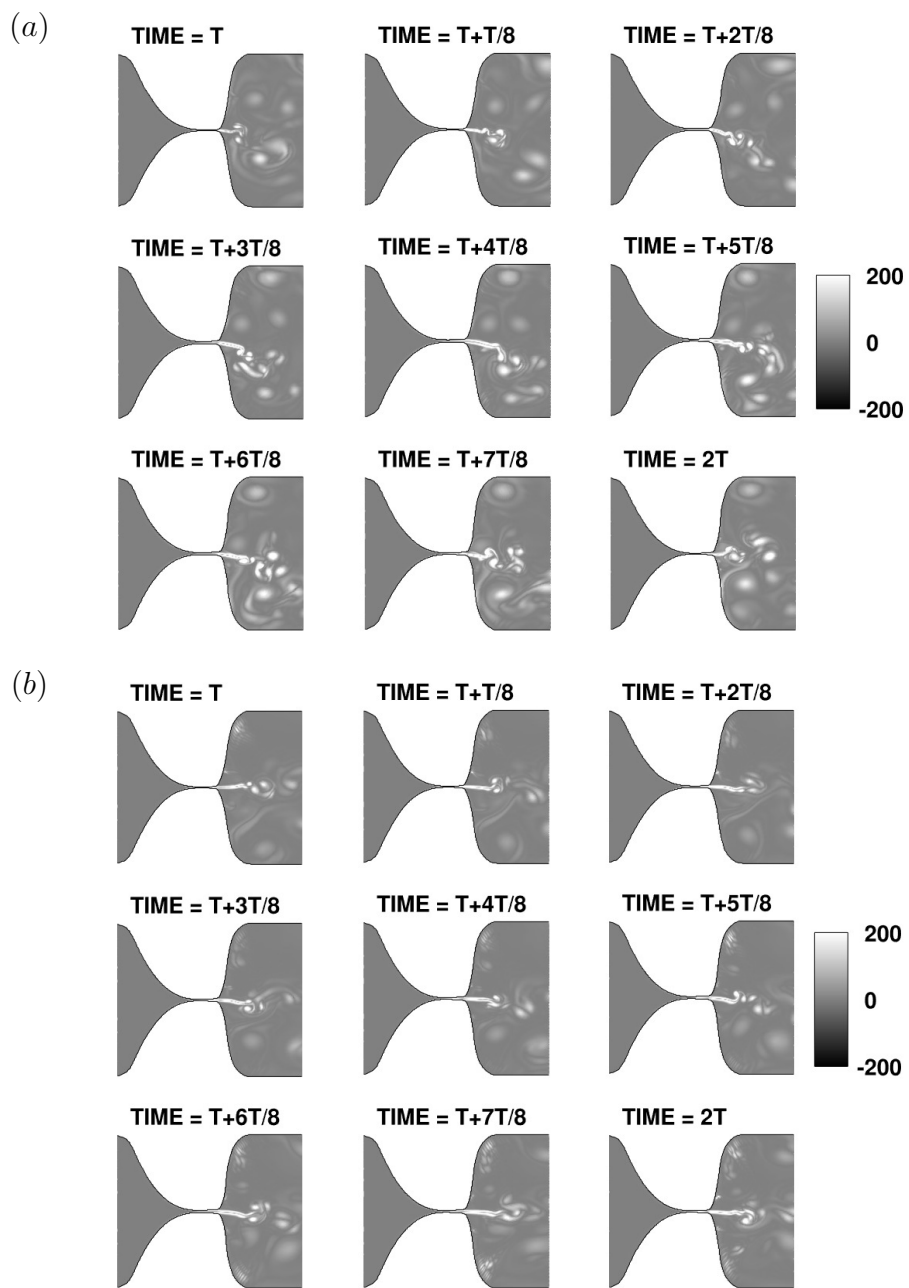 (a)
TIME = T TIME = T+T/8 TIME = T+2T/8
TIME = T+3T/8 TIME = T+4T/8 TIME = T+5T/8
200
0
-200
TIME = T+6T/8 TIME = T+7T/8 TIME = 2T
(b)
TIME = T TIME = T+T/8 TIME = T+2T/8
TIME = T+3T/8 TIME = T+4T/8 TIME = T+5T/8
200
0
-200
TIME = T+6T/8 TIME = T+7T/8 TIME = 2T